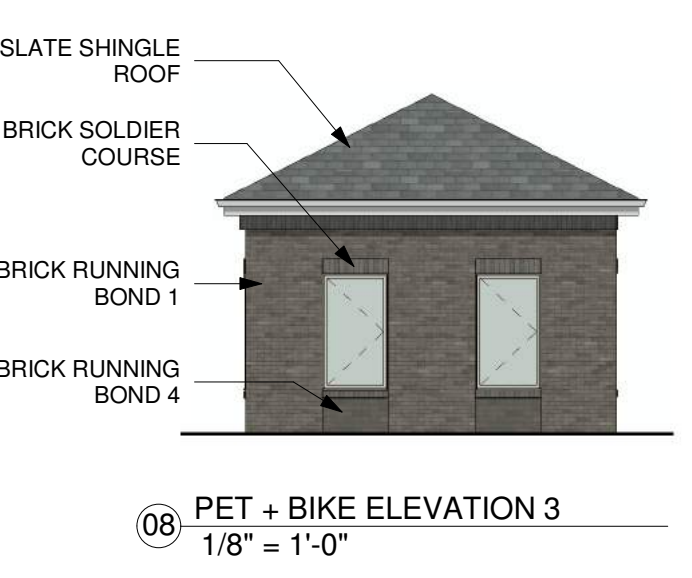 SLATE SHINGLE
ROOF
BRICK SOLDIER
COURSE
BRICK RUNNING
BOND 1
BRICK RUNNING
BOND 4
08 PET + BIKE ELEVATION 3
1/8" = 1'-0"